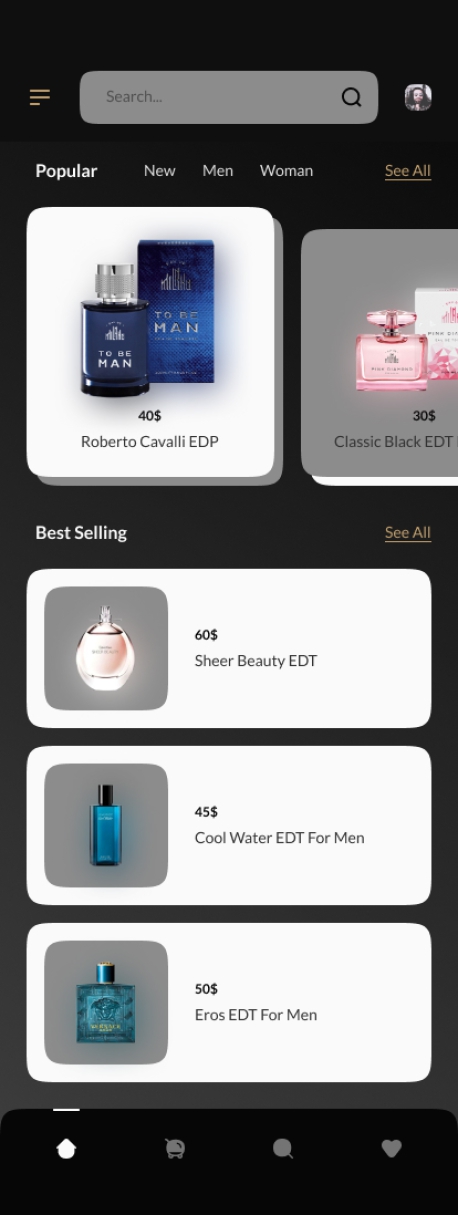 Search...
Popular New Men Woman See All
TO BE
MAN
TO BE
MAN
PINK DIAMOND
40$
Roberto Cavalli EDP
30$
Classic Black EDT
Best Selling
See All
60$
Sheer Beauty EDT
45$
Cool Water EDT For Men
50$
Eros EDT For Men